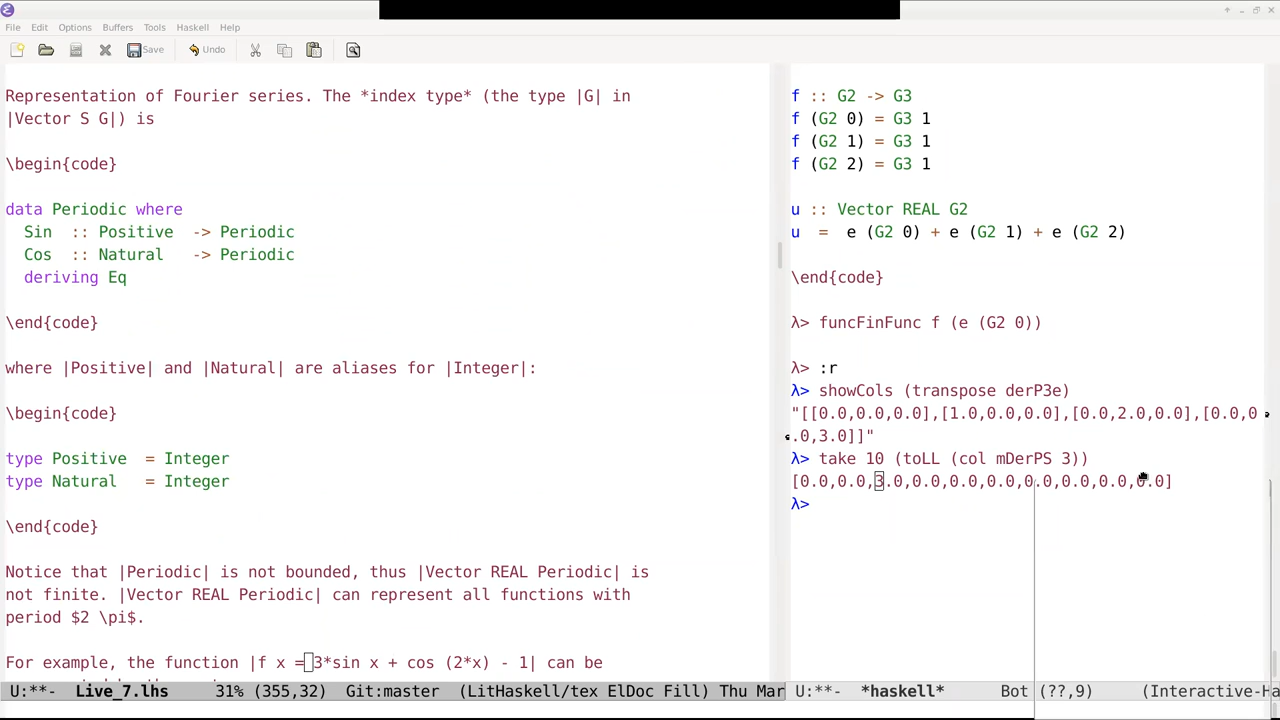 File Edit Options Buffers Tools Haskell Help
Save Undo
Representation of Fourier series. The *index type* (the type |G| in
|Vector S G|) is
\begin{code}
data Periodic where
Sin :: Positive -> Periodic
Cos :: Natural -> Periodic
deriving Eq
\end{code}
where |Positive| and |Natural| are aliases for |Integer|:
\begin{code}
type Positive = Integer
type Natural = Integer
\end{code}
Notice that |Periodic| is not bounded, thus |Vector REAL Periodic| is
not finite. |Vector REAL Periodic| can represent all functions with
period $2 \pi$.
For example, the function |f x = 3*sin x + cos (2*x) - 1| can be
U:**- Live_7.lhs 31% (355,32) Git:master (LitHaskell/tex ElDoc Fill) Thu Mar
f :: G2 -> G3
f (G2 0) = G3 1
f (G2 1) = G3 1
f (G2 2) = G3 1
u :: Vector REAL G2
u = e (G2 0) + e (G2 1) + e (G2 2)
\end{code}
λ> funcFinFunc f (e (G2 0))
λ> :r
λ> showCols (transpose derP3e)
"[[0.0,0.0,0.0],[1.0,0.0,0.0],[0.0,2.0,0.0],[0.0,0
.0,3.0]]"
λ> take 10 (toLL (col mDerPS 3))
[0.0,0.0,3.0,0.0,0.0,0.0,0.0,0.0,0.0,0.0]
λ>
U:**- *haskell* Bot (??,9) (Interactive-Ha